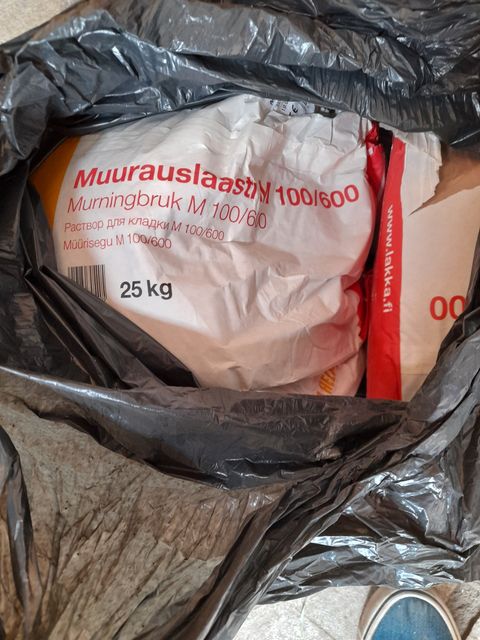 Muurauslaasti M 100/600
Murningbruk M 100/600
Раствор для кладки M 100/600
Müürisegu M 100/600
25 kg
www.lakka.fi
00